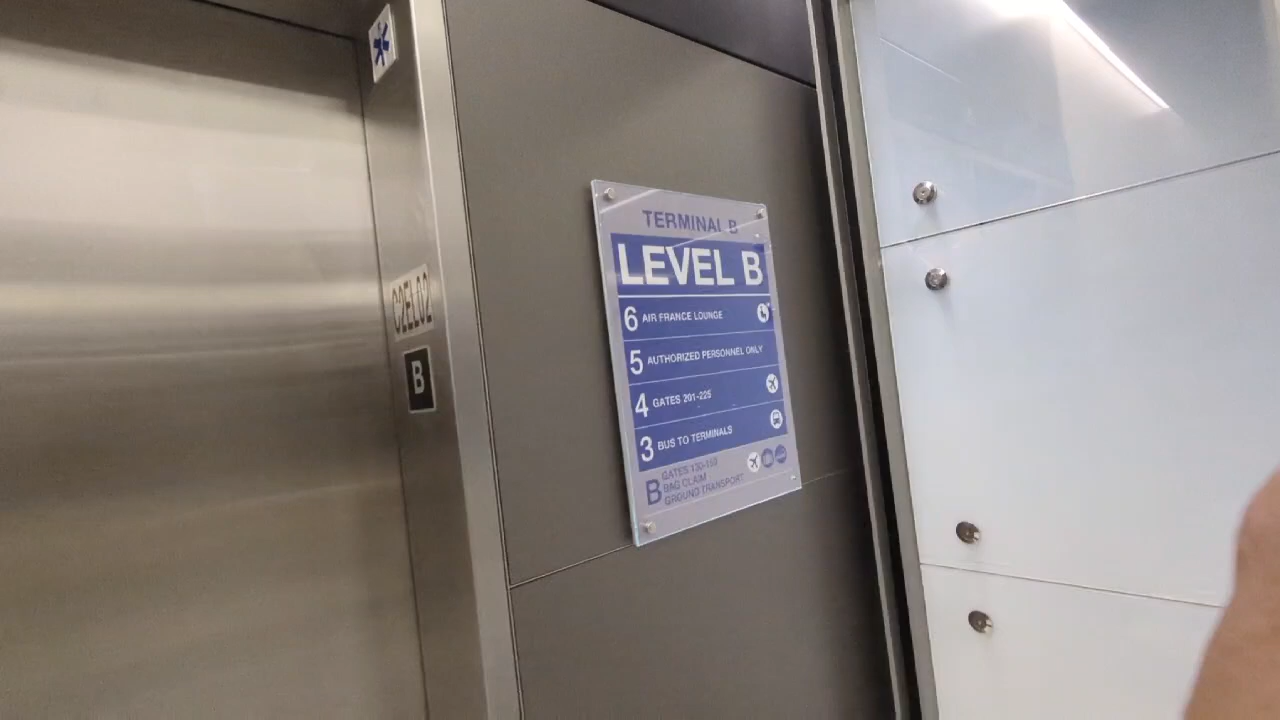 C2EL02
B
TERMINAL B
LEVEL B
6 AIR FRANCE LOUNGE
5 AUTHORIZED PERSONNEL ONLY
4 GATES 201-225
3 BUS TO TERMINALS
B GATES
BAG CLAIM
GROUND TRANSPORT